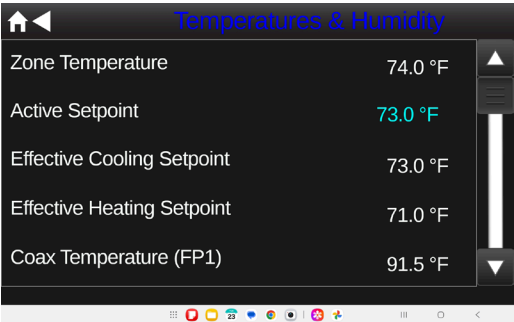 Temperatures & Humidity
Zone Temperature 74.0 °F
Active Setpoint 73.0 °F
Effective Cooling Setpoint 73.0 °F
Effective Heating Setpoint 71.0 °F
Coax Temperature (FP1) 91.5 °F
23